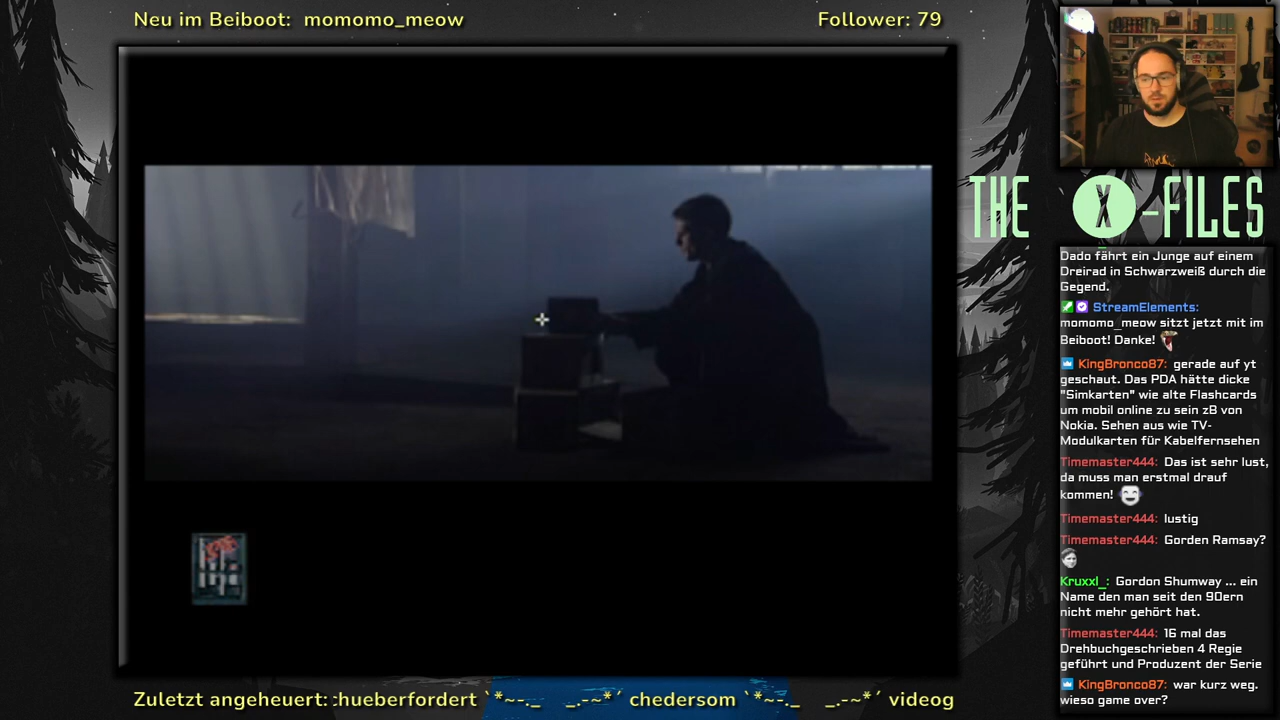 Neu im Beiboot: momomo_meow
Follower: 79
THE X-FILES
Dado fährt ein Junge auf einem
Dreirad in Schwarzweiß durch die
Gegend.
StreamElements:
momomo_meow sitzt jetzt mit im
Beiboot! Danke!
KingBronco87: gerade auf yt
geschaut. Das PDA hätte dicke
"Simkarten" wie alte Flashcards
um mobil online zu sein zB von
Nokia. Sehen aus wie TV-
Modulkarten für Kabelfernsehen
Timemaster444: Das ist sehr lust,
da muss man erstmal drauf
kommen!
Timemaster444: lustig
Timemaster444: Gorden Ramsay?
Kruxxl_: Gordon Shumway ... ein
Name den man seit den 90ern
nicht mehr gehört hat.
Timemaster444: 16 mal das
Drehbuchgeschrieben 4 Regie
geführt und Produzent der Serie
KingBronco87: war kurz weg.
wieso game over?
Zuletzt angeheuert: :hueberfordert `*~-._ _.-~*´ chedersom `*~-._ _.-~*´ videog